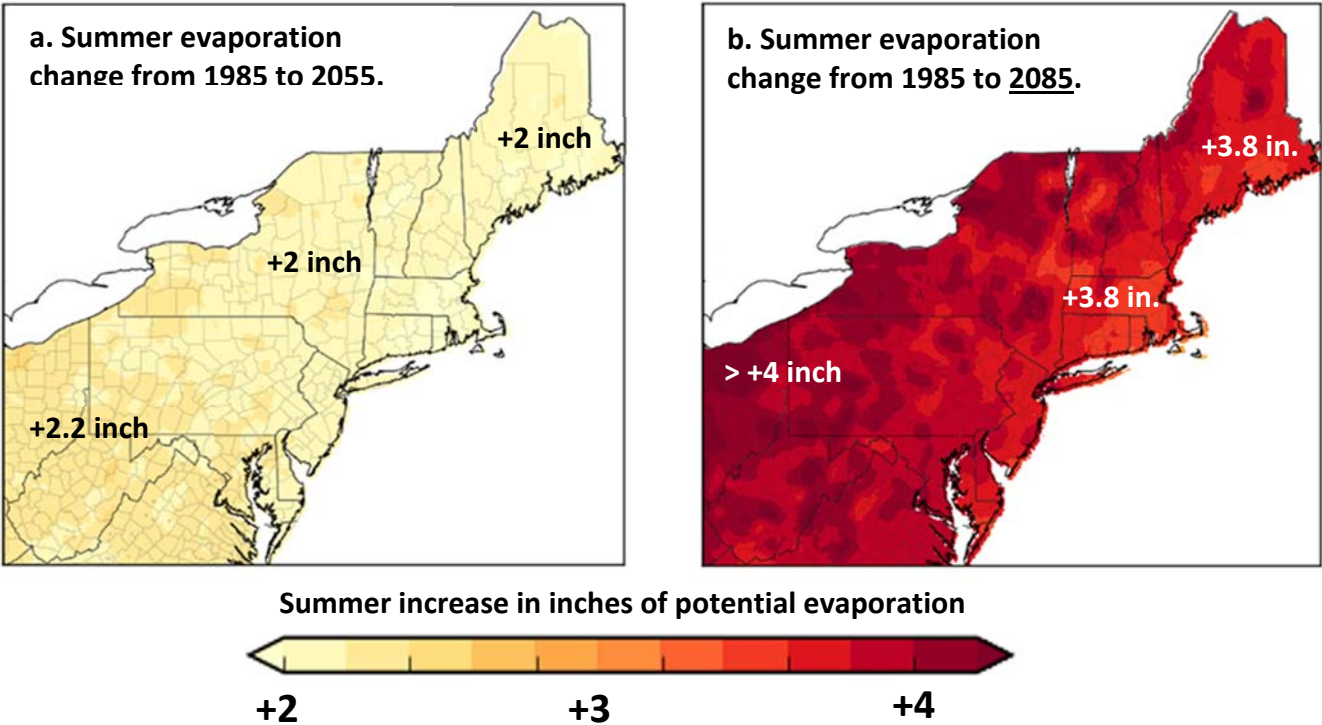 a. Summer evaporation
change from 1985 to 2055.
+2 inch
+2 inch
+2.2 inch
b. Summer evaporation
change from 1985 to 2085.
+3.8 in.
+3.8 in.
> +4 inch
Summer increase in inches of potential evaporation
+2 +3 +4